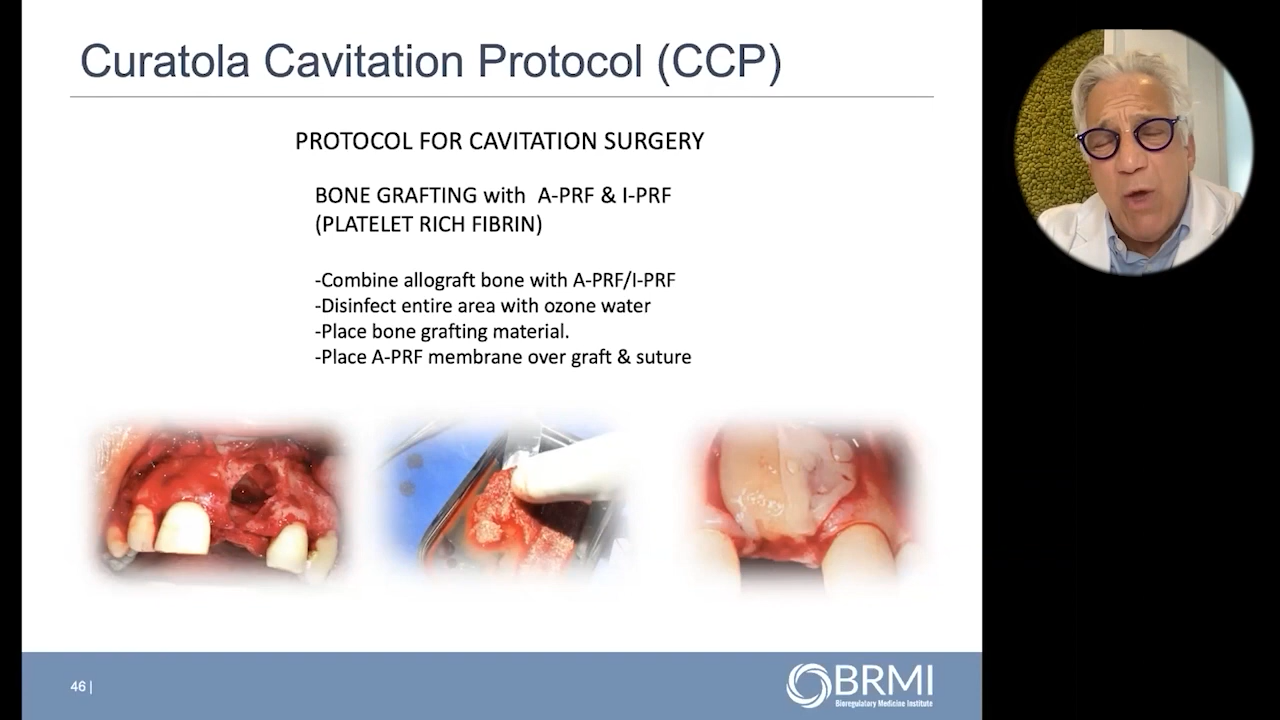 Curatola Cavitation Protocol (CCP)
PROTOCOL FOR CAVITATION SURGERY
BONE GRAFTING with A-PRF & I-PRF
(PLATELET RICH FIBRIN)
-Combine allograft bone with A-PRF/I-PRF
-Disinfect entire area with ozone water
-Place bone grafting material.
-Place A-PRF membrane over graft & suture
46 |
BRMI
Bioregulatory Medicine Institute